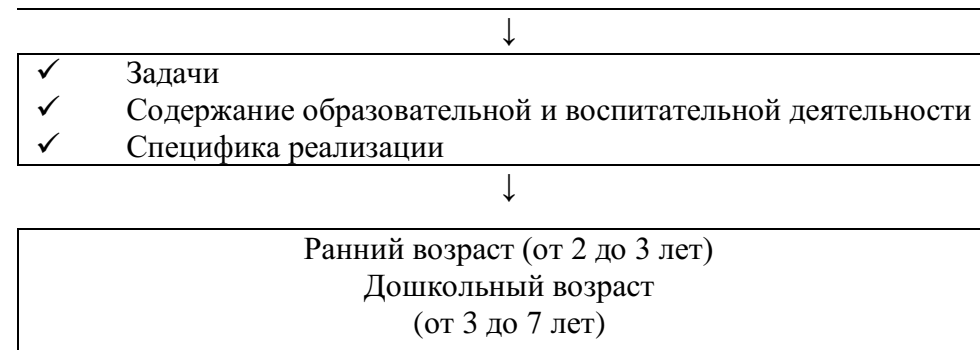 ↓
✓ Задачи
✓ Содержание образовательной и воспитательной деятельности
✓ Специфика реализации
↓
Ранний возраст (от 2 до 3 лет)
Дошкольный возраст
(от 3 до 7 лет)